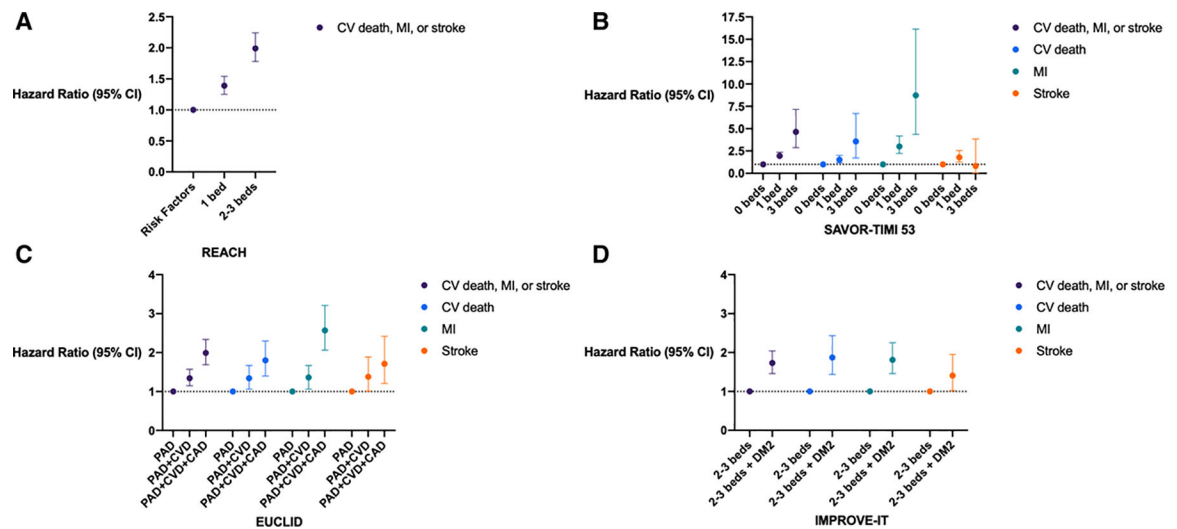 A
2.5
2.0
1.5
1.0
0.5
0.0
Hazard Ratio (95% CI)
CV death, MI, or stroke
Risk Factors
1 bed
2-3 beds
REACH
B
17.5
15.0
12.5
10.0
7.5
5.0
2.5
0.0
Hazard Ratio (95% CI)
CV death, MI, or stroke
CV death
MI
Stroke
0 beds
1 bed
3 beds
0 beds
1 bed
3 beds
0 beds
1 bed
3 beds
0 beds
1 bed
3 beds
SAVOR-TIMI 53
C
4
3
2
1
0
Hazard Ratio (95% CI)
CV death, MI, or stroke
CV death
MI
Stroke
PAD
PAD+CVD
PAD+CVD+CAD
PAD
PAD+CVD
PAD+CVD+CAD
PAD
PAD+CVD
PAD+CVD+CAD
PAD
PAD+CVD
PAD+CVD+CAD
EUCLID
D
4
3
2
1
0
Hazard Ratio (95% CI)
CV death, MI, or stroke
CV death
MI
Stroke
2-3 beds
2-3 beds + DM2
2-3 beds
2-3 beds + DM2
2-3 beds
2-3 beds + DM2
2-3 beds
2-3 beds + DM2
IMPROVE-IT